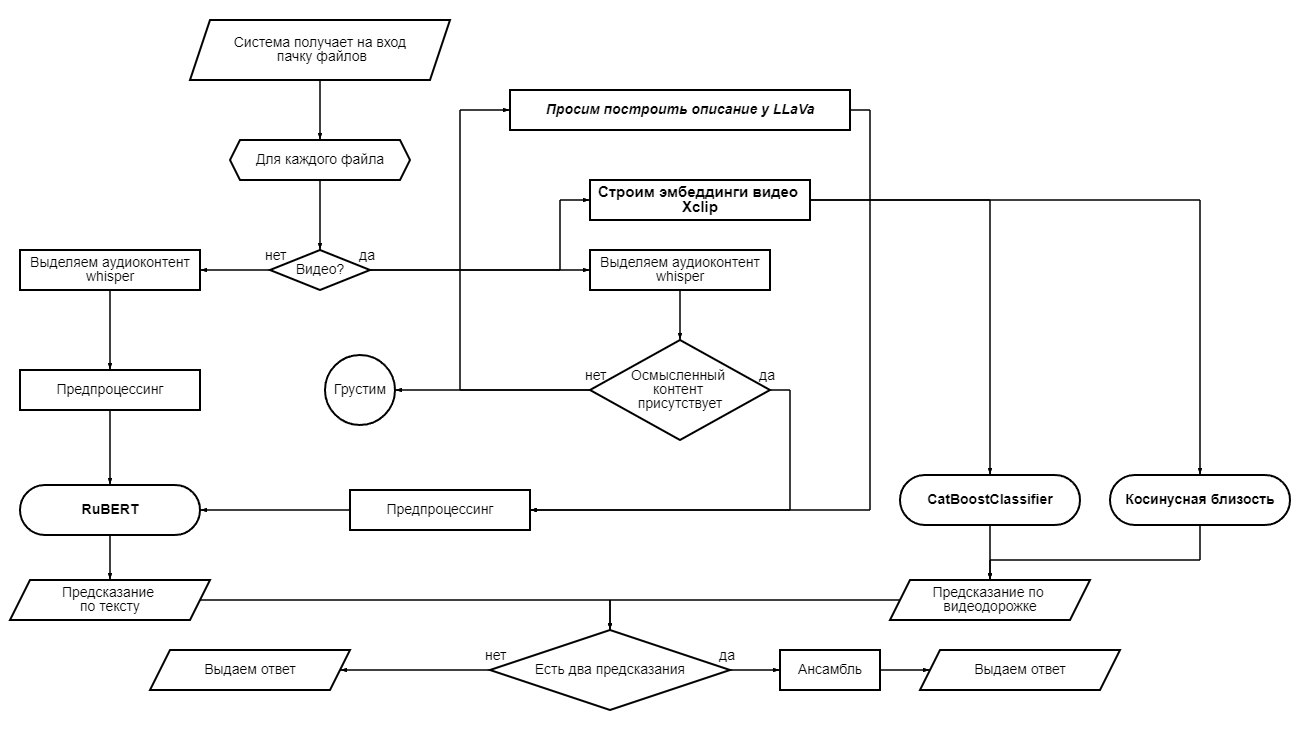 Система получает на вход
пачку файлов
Просим построить описание у LLaVa
Для каждого файла
Строим эмбеддинги видео
Xclip
нет
да
Видео?
Выделяем аудиоконтент
whisper
Выделяем аудиоконтент
whisper
Предпроцессинг
Грустим
нет
да
Осмысленный
контент
присутствует
RuBERT
Предпроцессинг
CatBoostClassifier
Косинусная близость
Предсказание
по тексту
Предсказание по
видеодорожке
нет
да
Выдаем ответ
Есть два предсказания
Ансамбль
Выдаем ответ